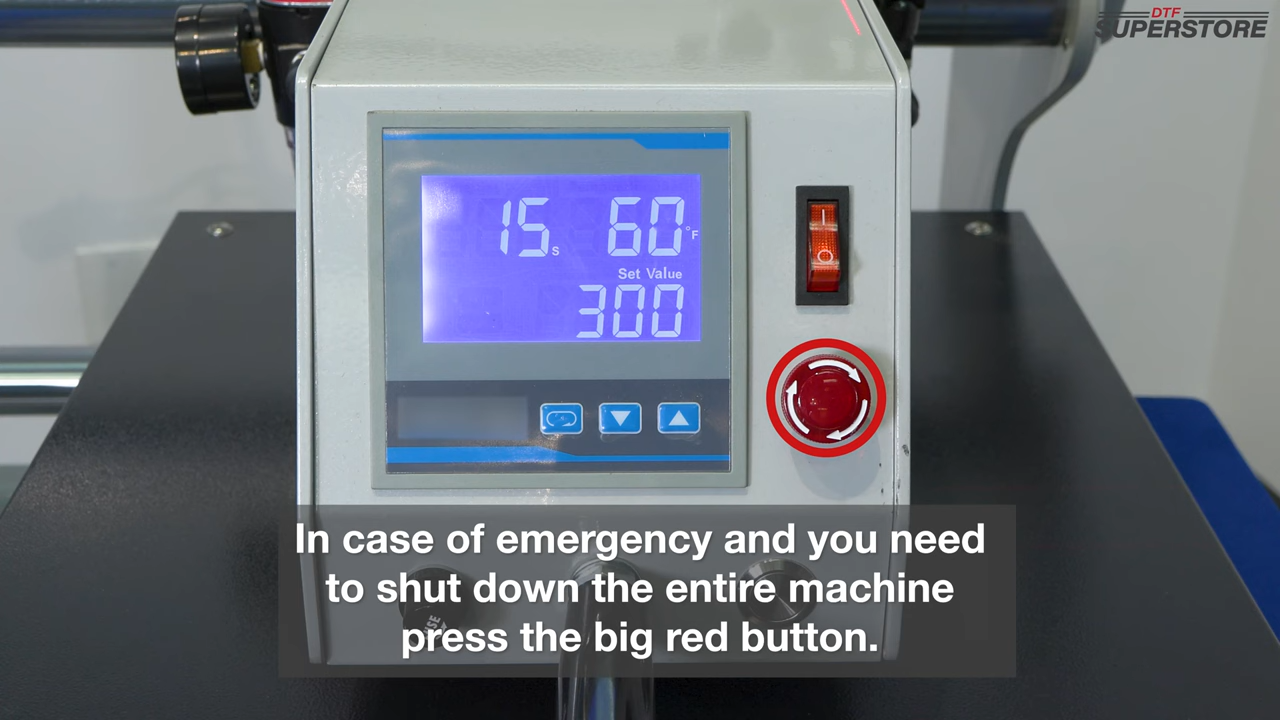 DTF
SUPERSTORE
15s 60°F
Set Value
300
In case of emergency and you need
to shut down the entire machine
press the big red button.